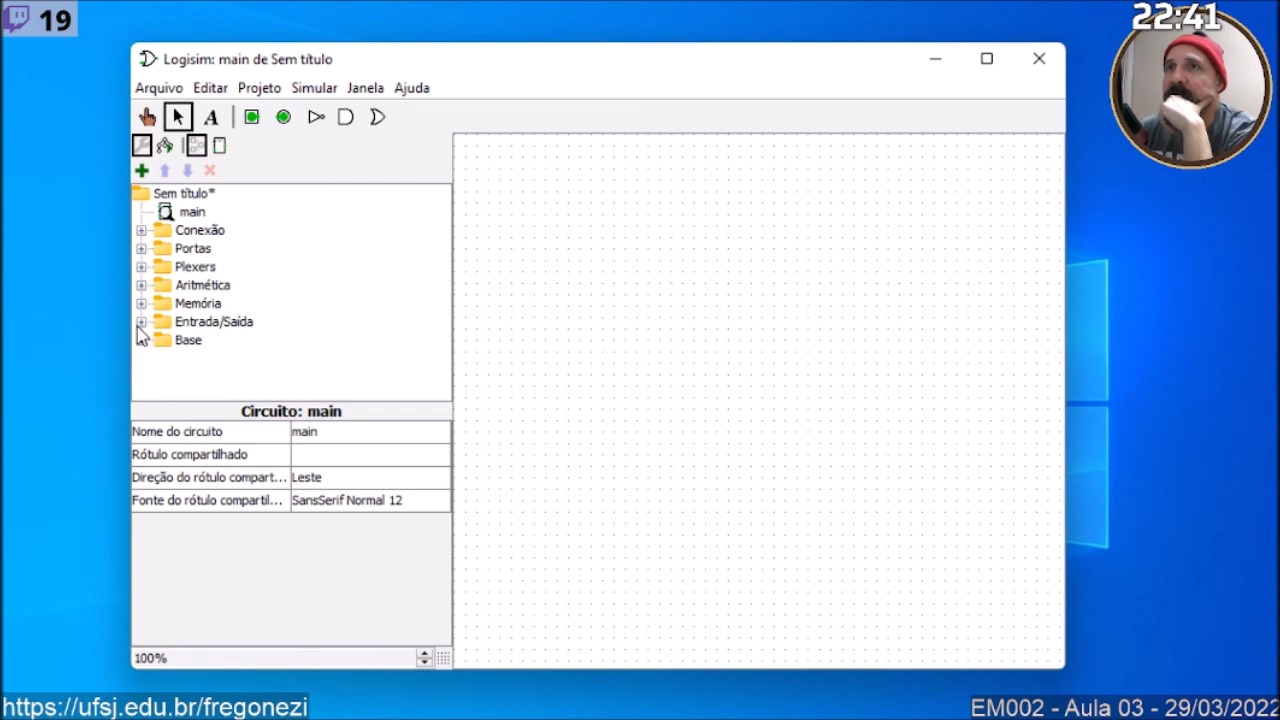 19
22:41
Logisim: main de Sem título
Arquivo Editar Projeto Simular Janela Ajuda
A
Sem título*
main
Conexão
Portas
Plexers
Aritmética
Memória
Entrada/Saída
Base
Circuito: main
Nome do circuito main
Rótulo compartilhado
Direção do rótulo compart... Leste
Fonte do rótulo compartil... SansSerif Normal 12
100%
https://ufsj.edu.br/fregonezi
EM002 - Aula 03 - 29/03/2022